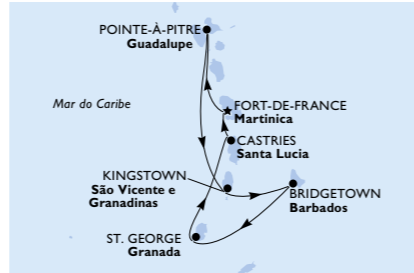 POINTE-À-PITRE
Guadalupe
Mar do Caribe
FORT-DE-FRANCE
Martinica
CASTRIES
Santa Lucia
KINGSTOWN
São Vicente e
Granadinas
BRIDGETOWN
Barbados
ST. GEORGE
Granada